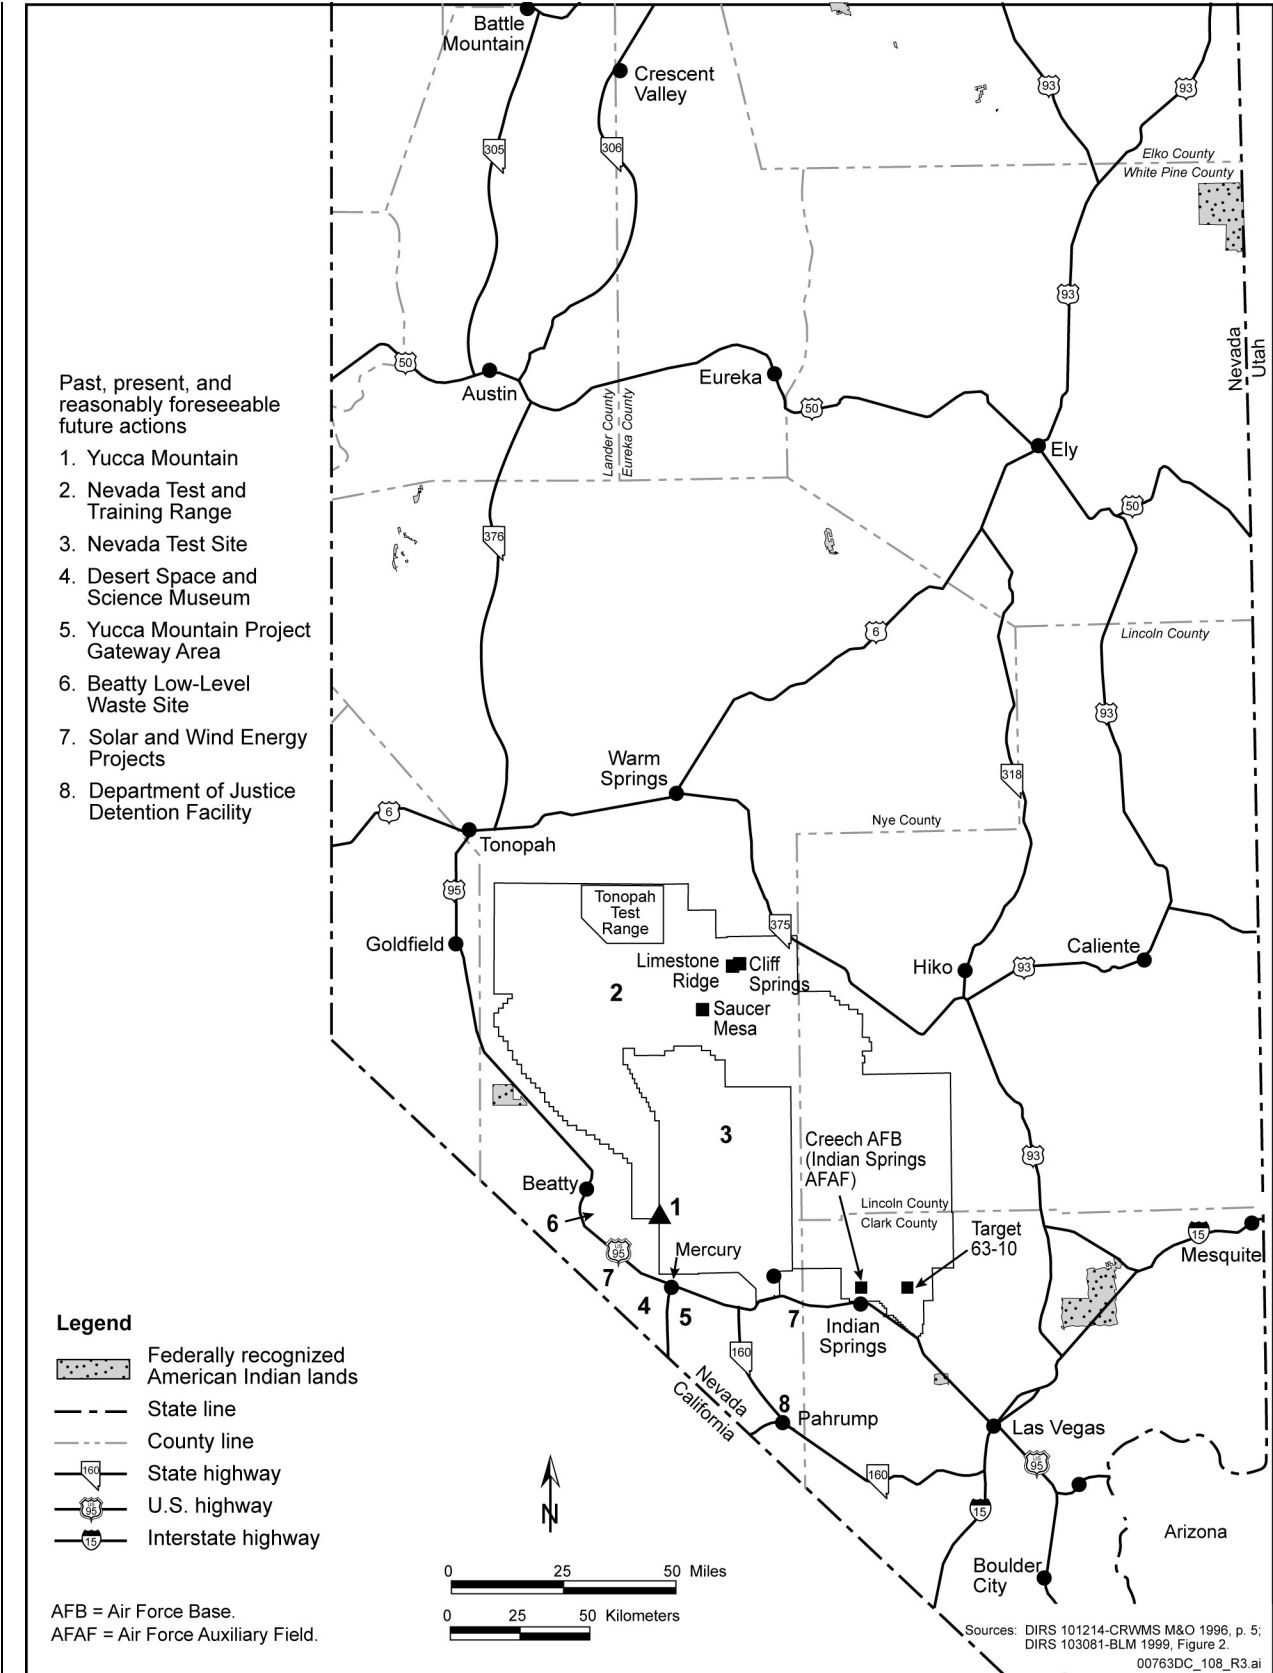 Battle
Mountain
Crescent
Valley
93
93
305
306
Elko County
White Pine County
93
Nevada
Utah
50
Austin
Eureka
50
Lander County
Eureka County
Ely
50
Past, present, and
reasonably foreseeable
future actions
1. Yucca Mountain
2. Nevada Test and
Training Range
3. Nevada Test Site
4. Desert Space and
Science Museum
5. Yucca Mountain Project
Gateway Area
6. Beatty Low-Level
Waste Site
7. Solar and Wind Energy
Projects
8. Department of Justice
Detention Facility
376
6
Lincoln County
93
Warm
Springs
318
6
Nye County
Tonopah
95
Tonopah
Test
Range
375
Goldfield
Limestone
Ridge
Cliff
Springs
Hiko
93
Caliente
2
Saucer
Mesa
3
Creech AFB
(Indian Springs
AFAF)
93
Beatty
1
Lincoln County
Clark County
6
Target
63-10
15
Mesquite
US
95
Mercury
7
4
5
7
Indian
Springs
160
Nevada
California
8
Pahrump
Las Vegas
160
US
95
15
Arizona
Boulder
City
Legend
Federally recognized
American Indian lands
State line
County line
160
State highway
US
95
U.S. highway
15
Interstate highway
N
0 25 50 Miles
0 25 50 Kilometers
AFB = Air Force Base.
AFAF = Air Force Auxiliary Field.
Sources: DIRS 101214-CRWMS M&O 1996, p. 5;
DIRS 103081-BLM 1999, Figure 2.
00763DC_108_R3.ai